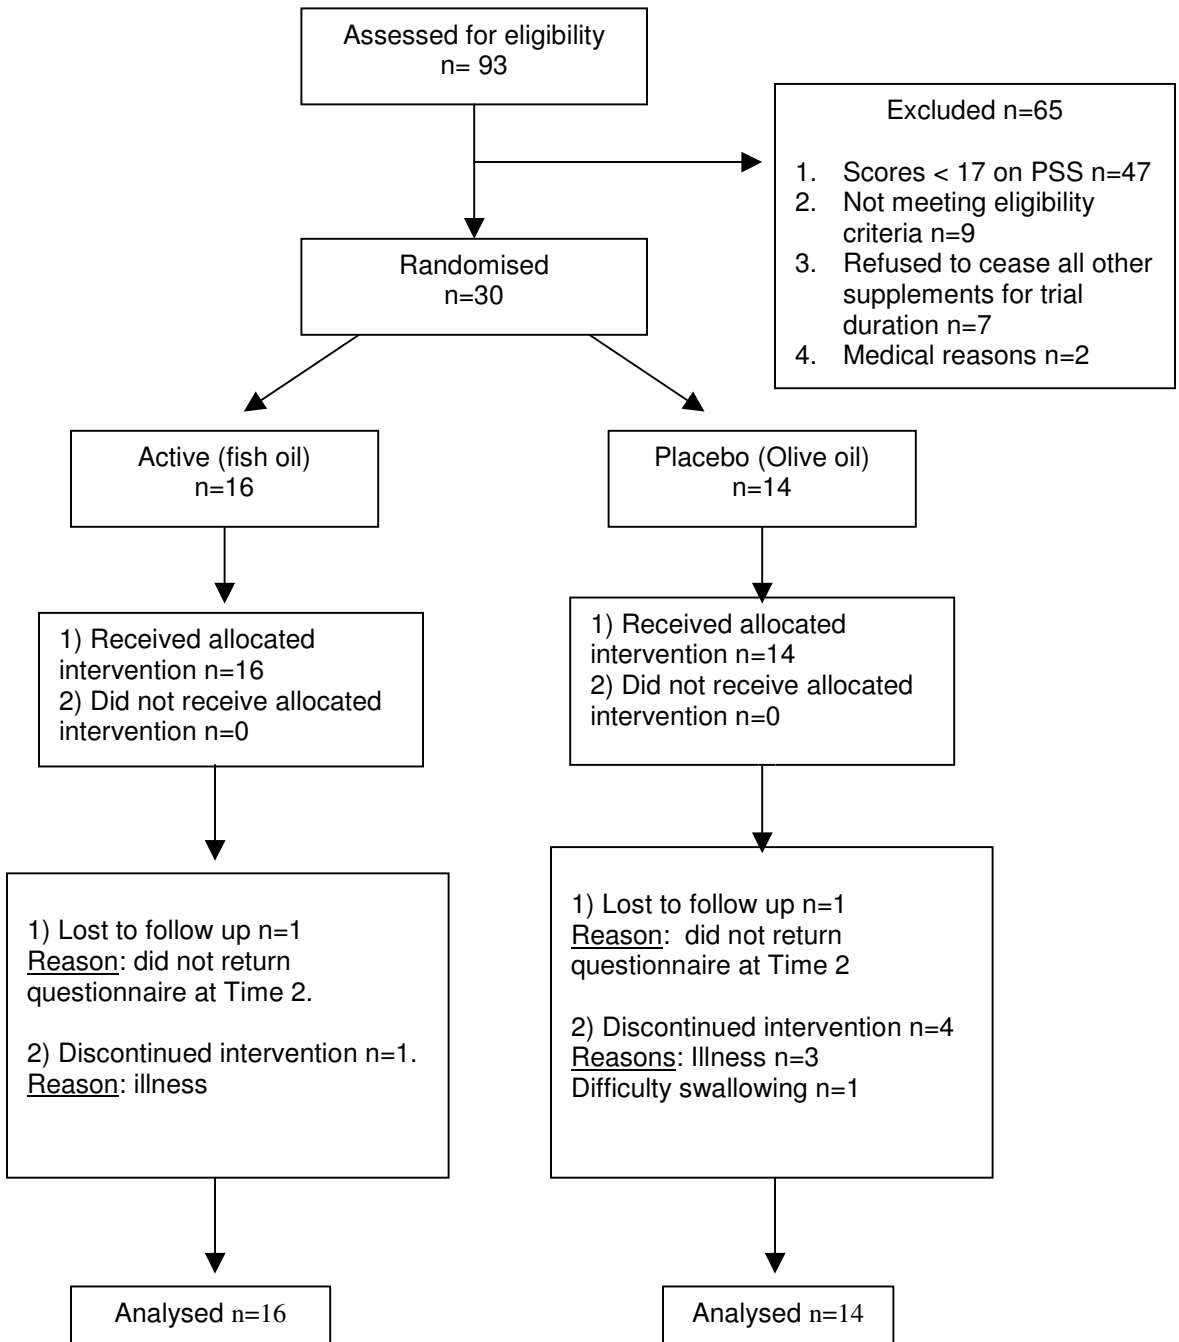 Assessed for eligibility
n= 93
Excluded n=65
1. Scores < 17 on PSS n=47
2. Not meeting eligibility
criteria n=9
3. Refused to cease all other
supplements for trial
duration n=7
4. Medical reasons n=2
Randomised
n=30
Active (fish oil)
n=16
Placebo (Olive oil)
n=14
1) Received allocated
intervention n=16
2) Did not receive allocated
intervention n=0
1) Received allocated
intervention n=14
2) Did not receive allocated
intervention n=0
1) Lost to follow up n=1
Reason: did not return
questionnaire at Time 2.
2) Discontinued intervention n=1.
Reason: illness
1) Lost to follow up n=1
Reason: did not return
questionnaire at Time 2
2) Discontinued intervention n=4
Reasons: Illness n=3
Difficulty swallowing n=1
Analysed n=16
Analysed n=14